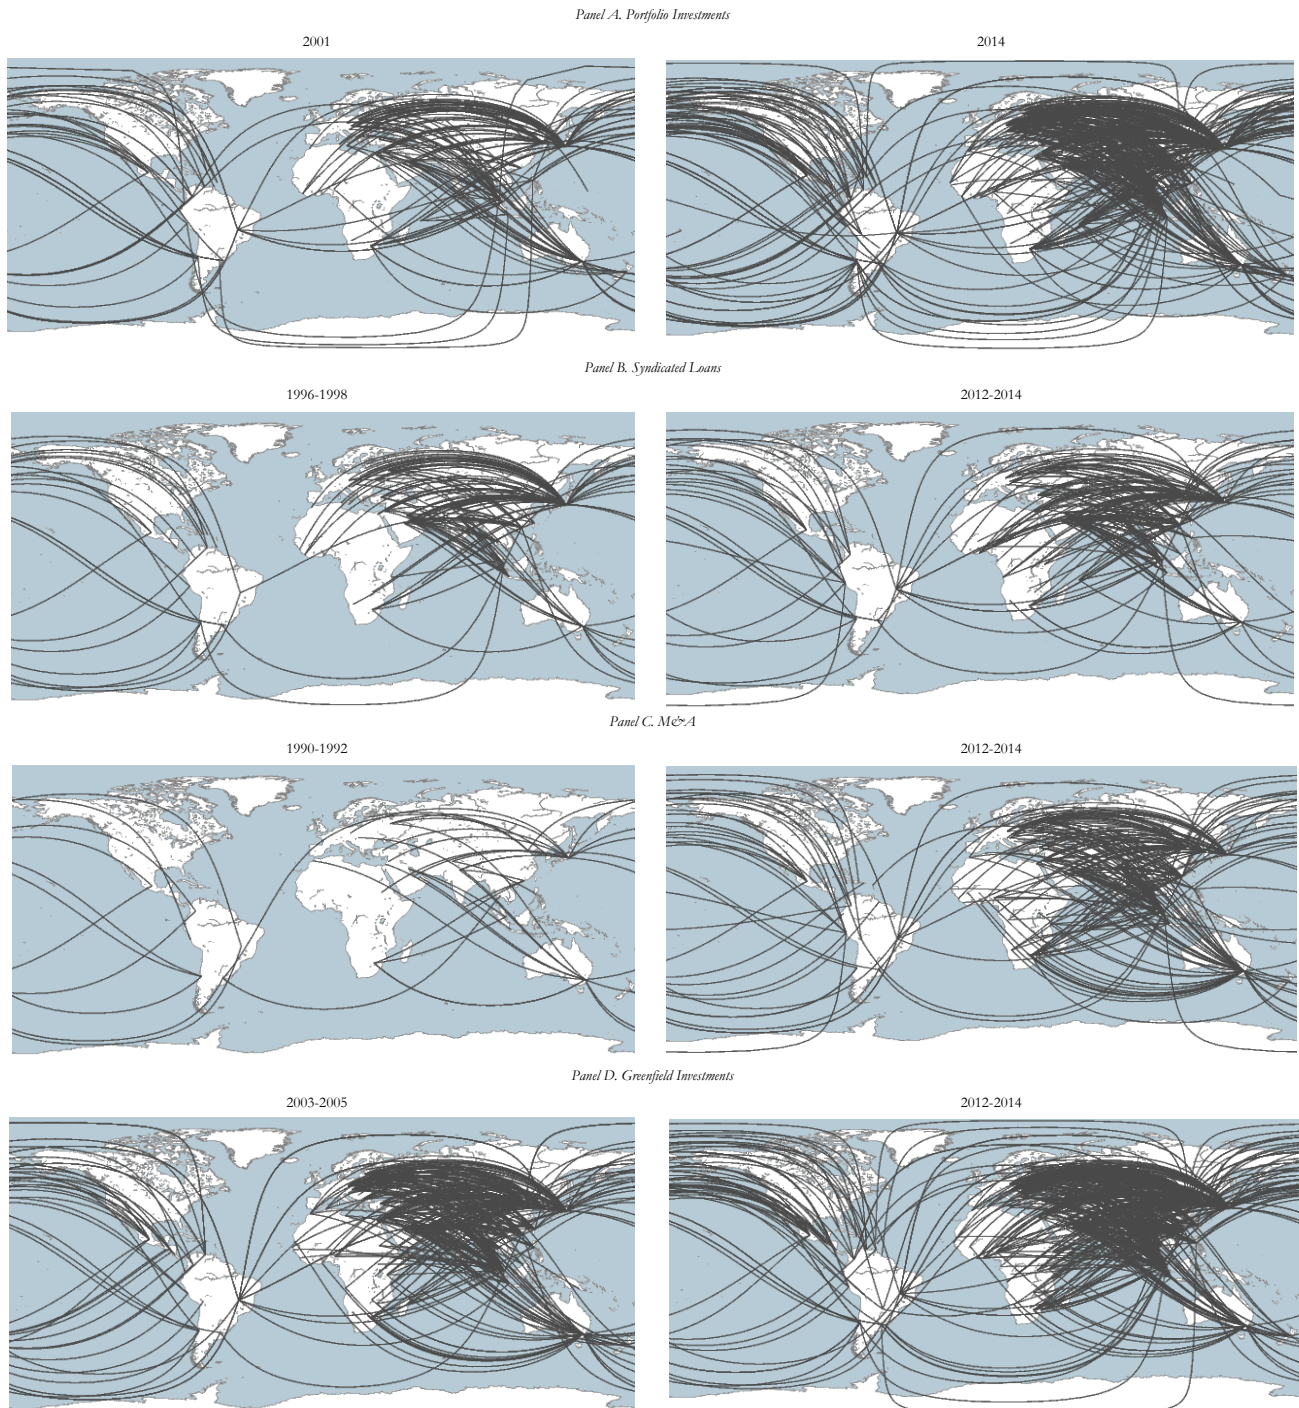 Panel A. Portfolio Investments
2001
2014
Panel B. Syndicated Loans
1996-1998
2012-2014
Panel C. M&A
1990-1992
2012-2014
Panel D. Greenfield Investments
2003-2005
2012-2014